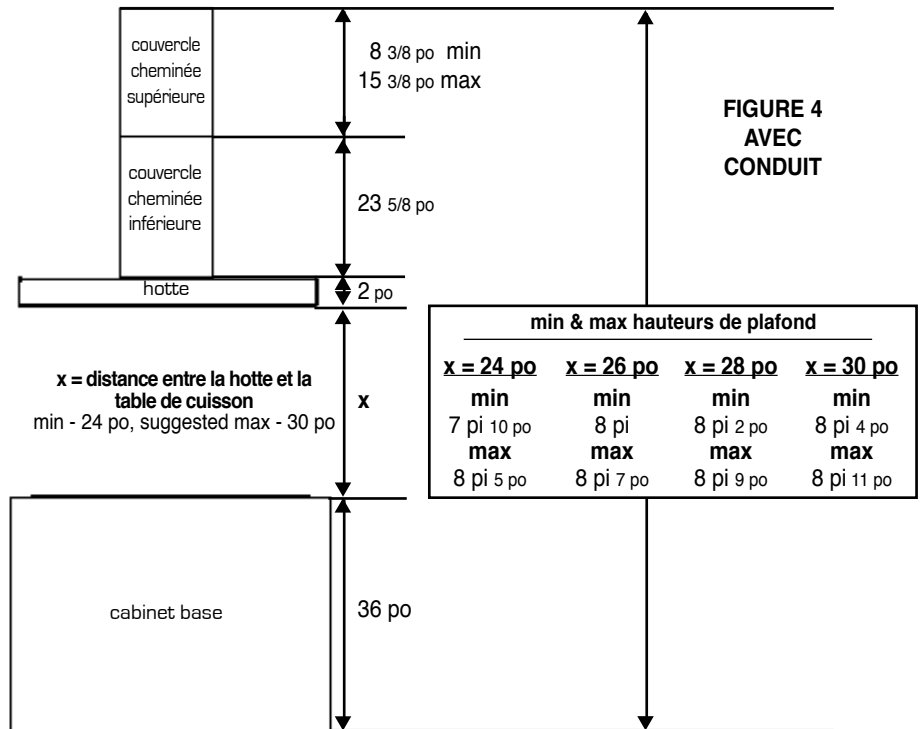 couvercle
cheminée
supérieure
8 3/8 po min
15 3/8 po max
FIGURE 4
AVEC
CONDUIT
couvercle
cheminée
inférieure
23 5/8 po
hotte
2 po
x = distance entre la hotte et la
table de cuisson
min - 24 po, suggested max - 30 po
x
min & max hauteurs de plafond
x = 24 po x = 26 po x = 28 po x = 30 po
min min min min
7 pi 10 po 8 pi 8 pi 2 po 8 pi 4 po
max max max max
8 pi 5 po 8 pi 7 po 8 pi 9 po 8 pi 11 po
cabinet base
36 po